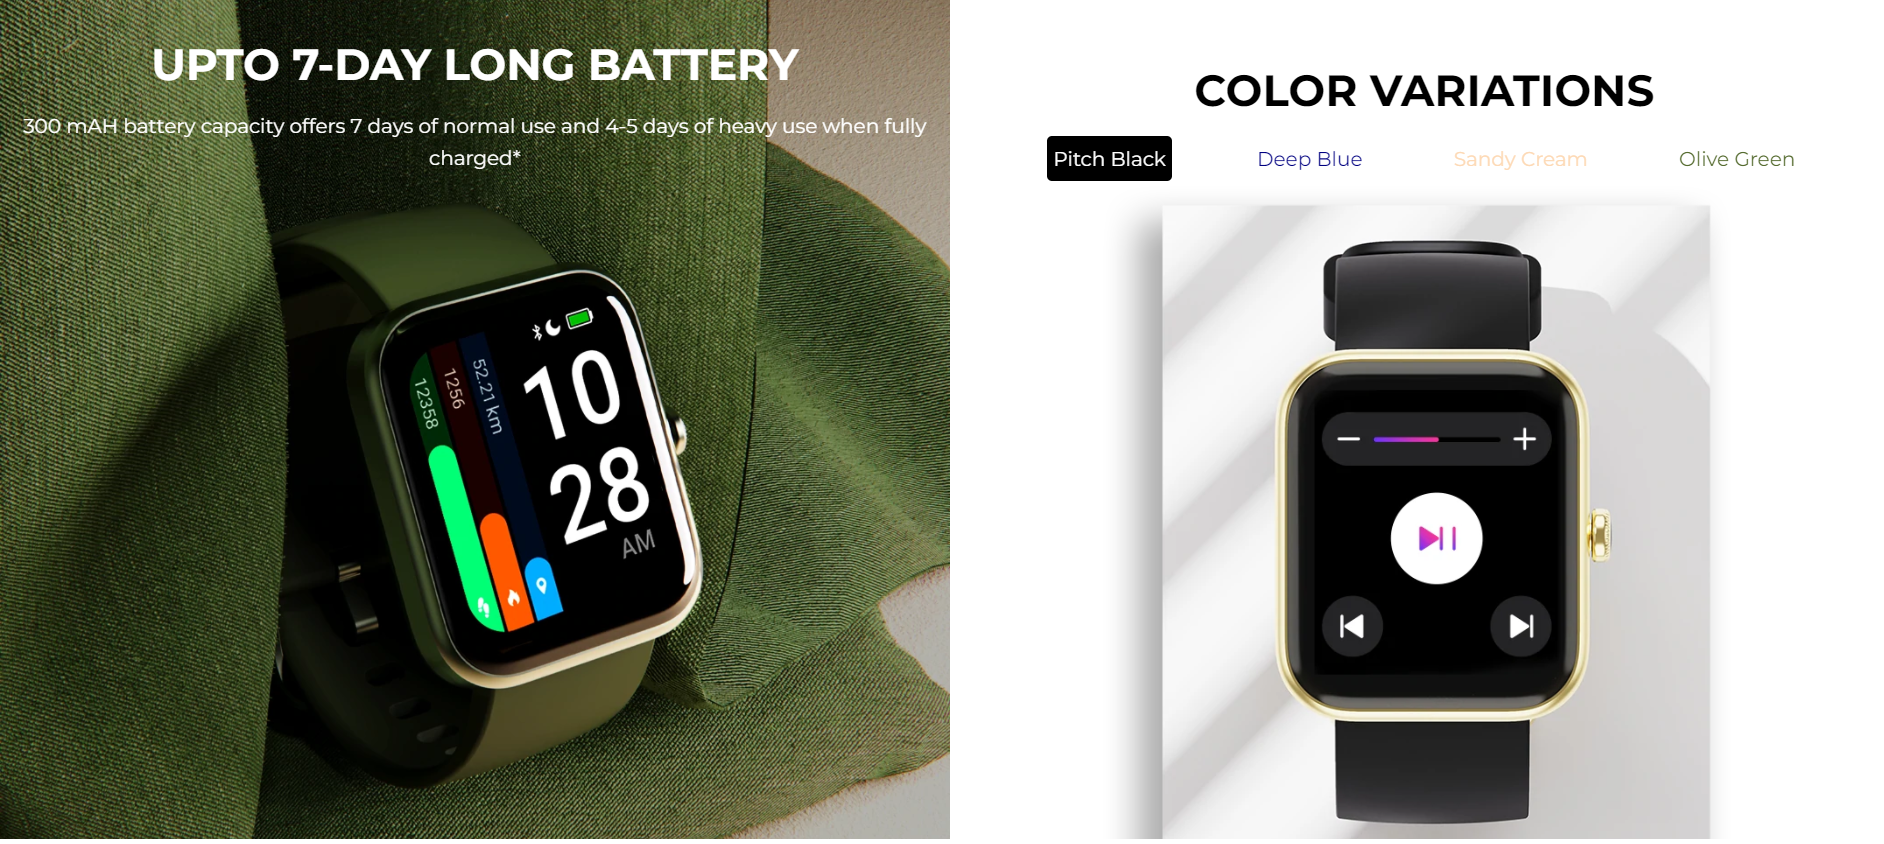 UPTO 7-DAY LONG BATTERY
300 mAH battery capacity offers 7 days of normal use and 4-5 days of heavy use when fully
charged*
12358
1256
52.21 km
10
28
AM
COLOR VARIATIONS
Pitch Black Deep Blue Sandy Cream Olive Green